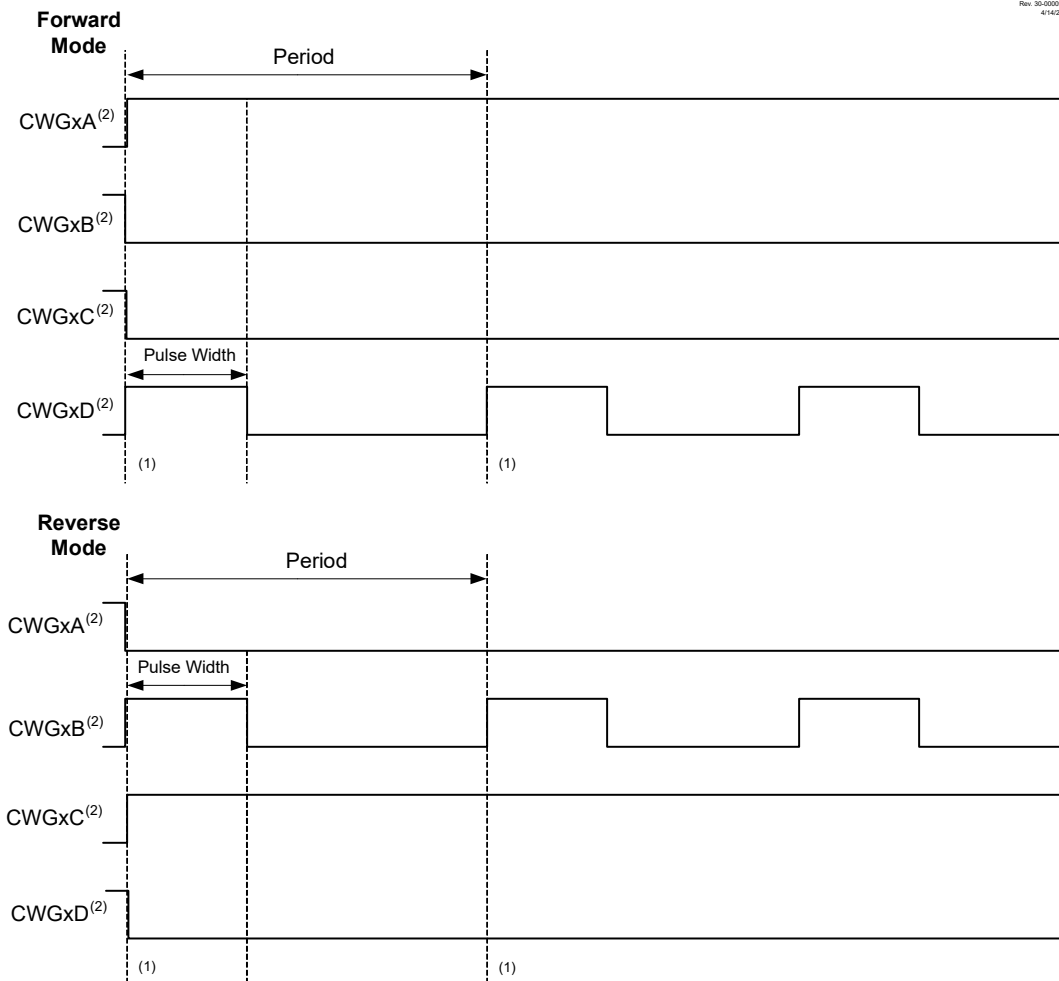 Rev. 30-0000
4/14/2
Forward
Mode
Period
CWGxA(2)
CWGxB(2)
CWGxC(2)
Pulse Width
CWGxD(2)
(1) (1)
Reverse
Mode
Period
CWGxA(2)
Pulse Width
CWGxB(2)
CWGxC(2)
CWGxD(2)
(1) (1)